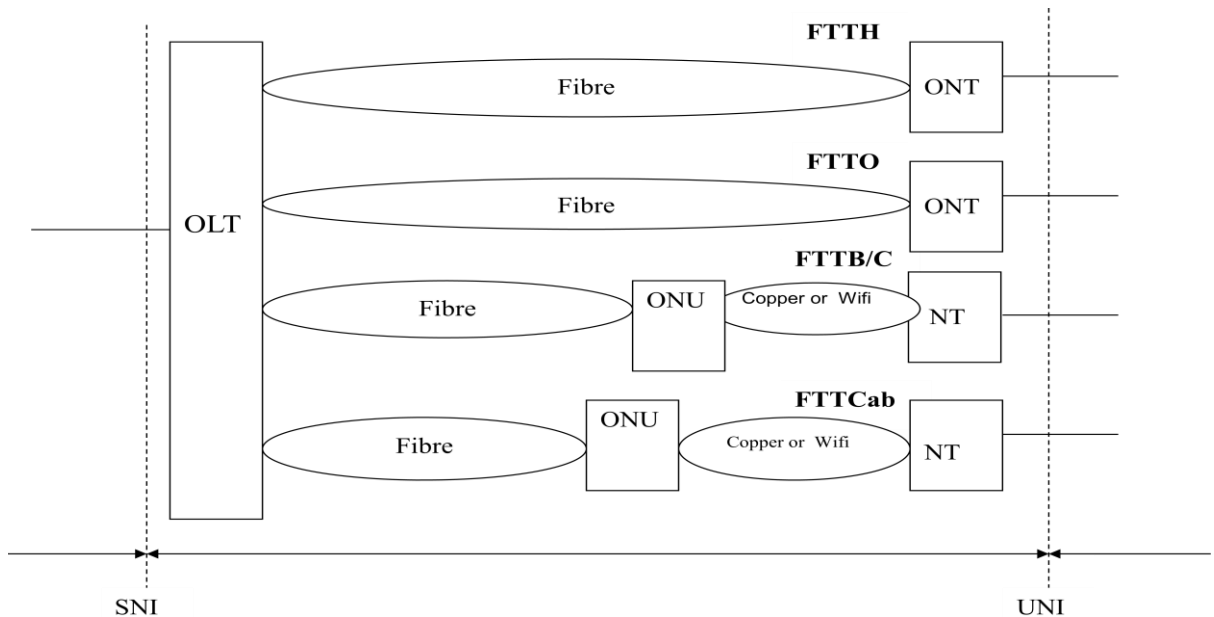 FTTH
Fibre
ONT
FTTO
Fibre
ONT
OLT
FTTB/C
Fibre
ONU
Copper or Wifi
NT
FTTCab
Fibre
ONU
Copper or Wifi
NT
SNI
UNI